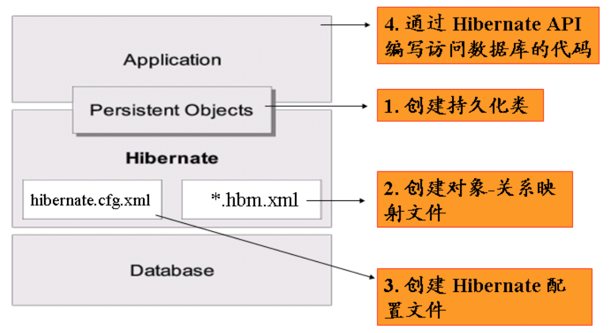 Application
Persistent Objects
Hibernate
hibernate.cfg.xml
*.hbm.xml
Database
4. 通过 Hibernate API
编写访问数据库的代码
1. 创建持久化类
2. 创建对象-关系映
射文件
3. 创建 Hibernate 配
置文件